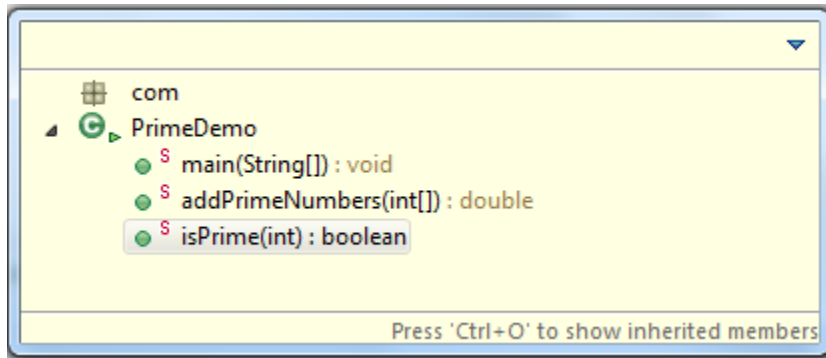 com
PrimeDemo
S main(String[]) : void
S addPrimeNumbers(int[]) : double
S isPrime(int) : boolean
Press 'Ctrl+O' to show inherited members